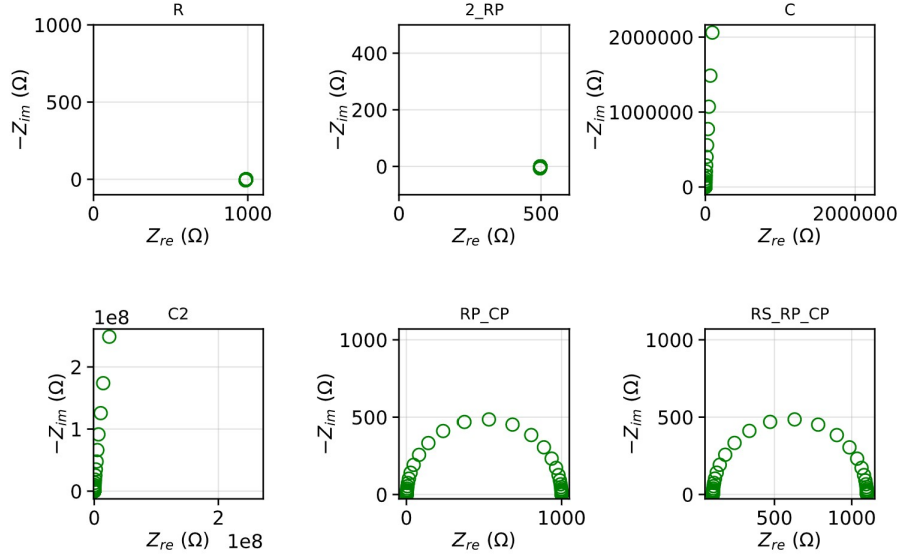 R
1000
500
0
0
1000
−Z_im (Ω)
Z_re (Ω)
2_RP
400
200
0
0
500
−Z_im (Ω)
Z_re (Ω)
C
2000000
1000000
0
0
2000000
−Z_im (Ω)
Z_re (Ω)
C2
1e8
2
1
0
0
2
−Z_im (Ω)
Z_re (Ω)
1e8
RP_CP
1000
500
0
0
1000
−Z_im (Ω)
Z_re (Ω)
RS_RP_CP
1000
500
0
500
1000
−Z_im (Ω)
Z_re (Ω)